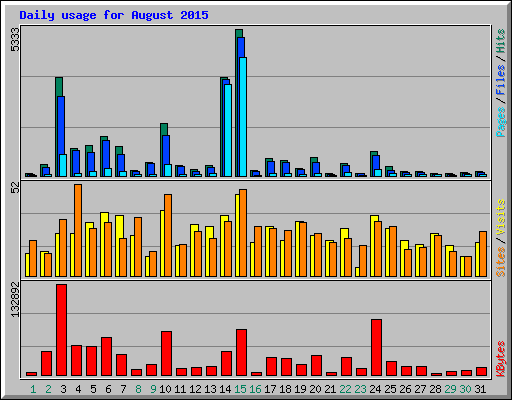 Daily usage for August 2015
5333
Pages / Files / Hits
52
Sites / Visits
132892
KBytes
1 2 3 4 5 6 7 8 9 10 11 12 13 14 15 16 17 18 19 20 21 22 23 24 25 26 27 28 29 30 31